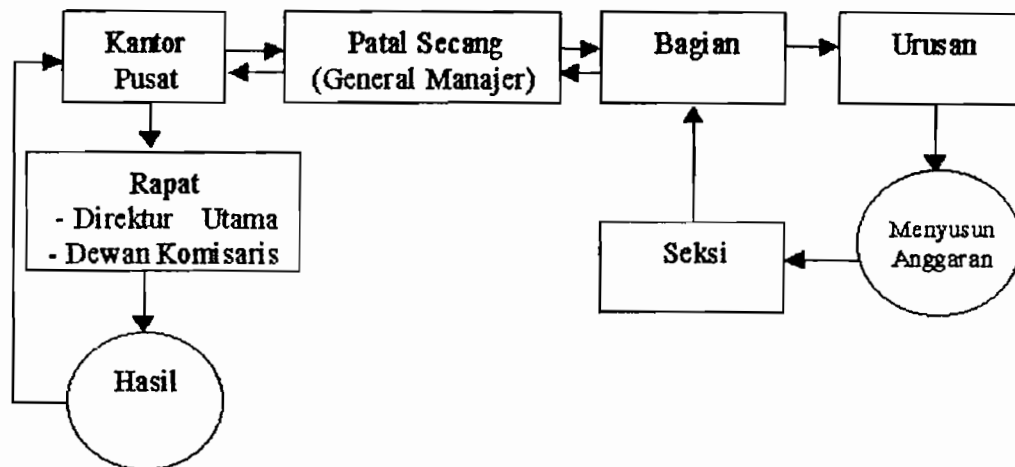 Kantor
Pusat
Patal Secang
(General Manajer)
Bagian
Urusan
Rapat
- Direktur Utama
- Dewan Komisaris
Seksi
Menyusun
Anggaran
Hasil